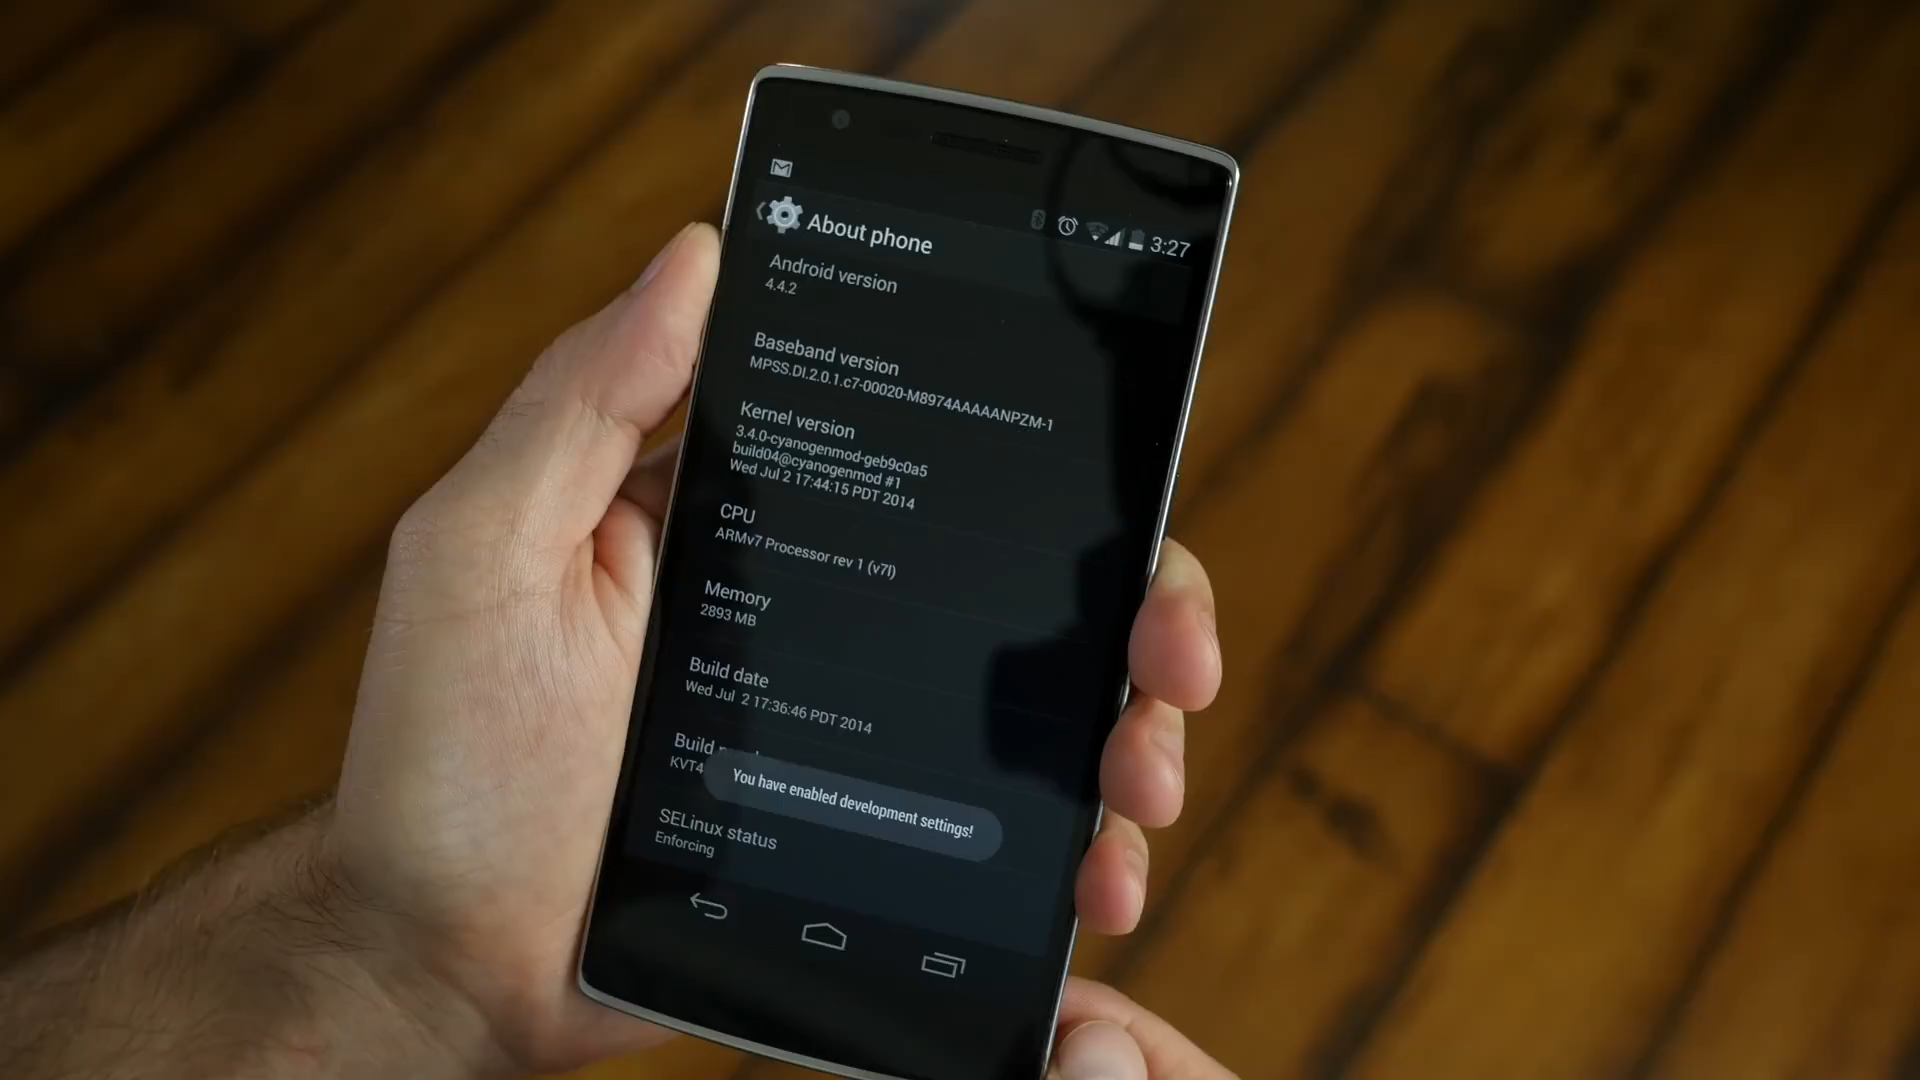 3:27
About phone
Android version
4.4.2
Baseband version
MPSS.DI.2.0.1.c7-00020-M8974AAAAANPZM-1
Kernel version
3.4.0-cyanogenmod-geb9c0a5
build04@cyanogenmod #1
Wed Jul 2 17:44:15 PDT 2014
CPU
ARMv7 Processor rev 1 (v7l)
Memory
2893 MB
Build date
Wed Jul 2 17:36:46 PDT 2014
Build
KVT4
You have enabled development settings!
SELinux status
Enforcing